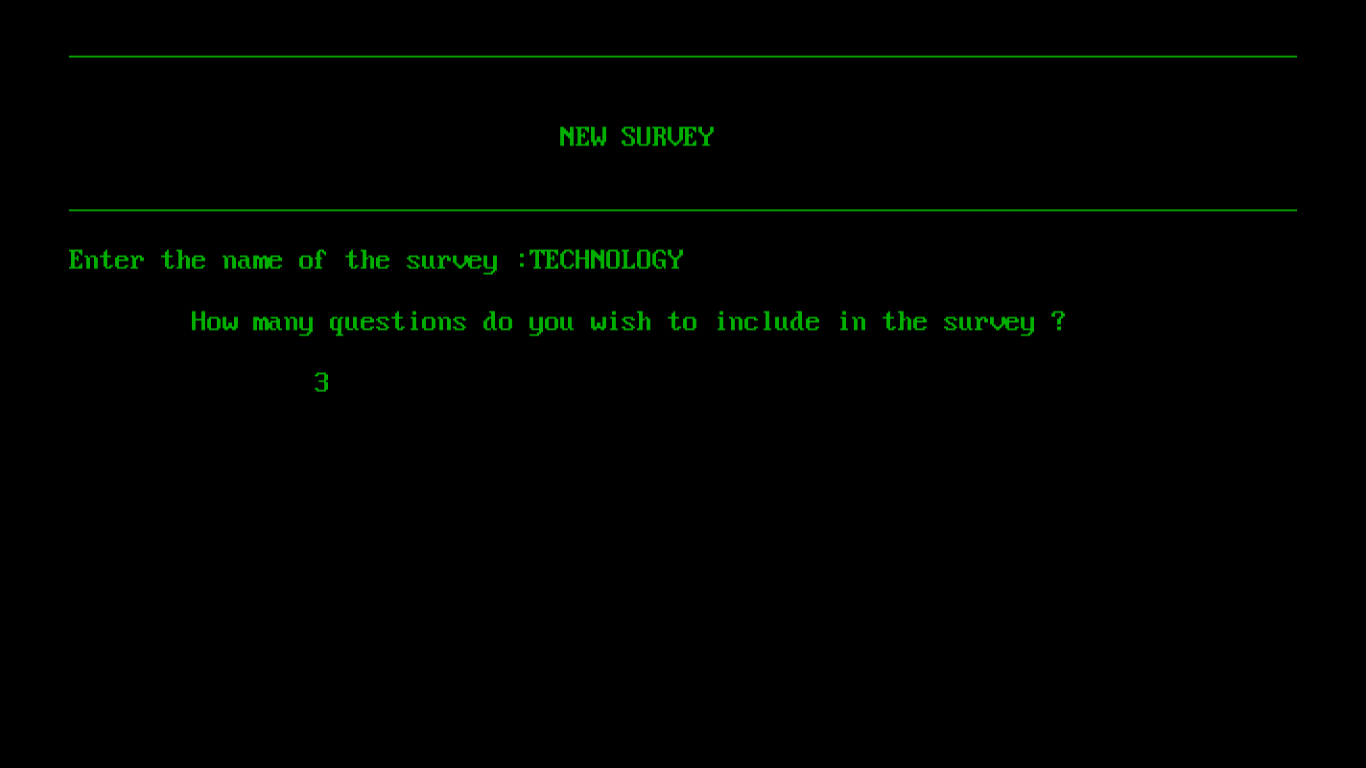 NEW SURVEY
Enter the name of the survey :TECHNOLOGY
How many questions do you wish to include in the survey ?
3